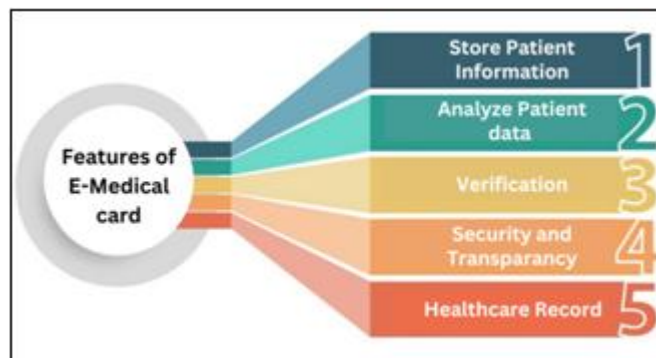 Features of
E-Medical
card
Store Patient
Information
1
Analyze Patient
data
2
Verification
3
Security and
Transparancy
4
Healthcare Record
5